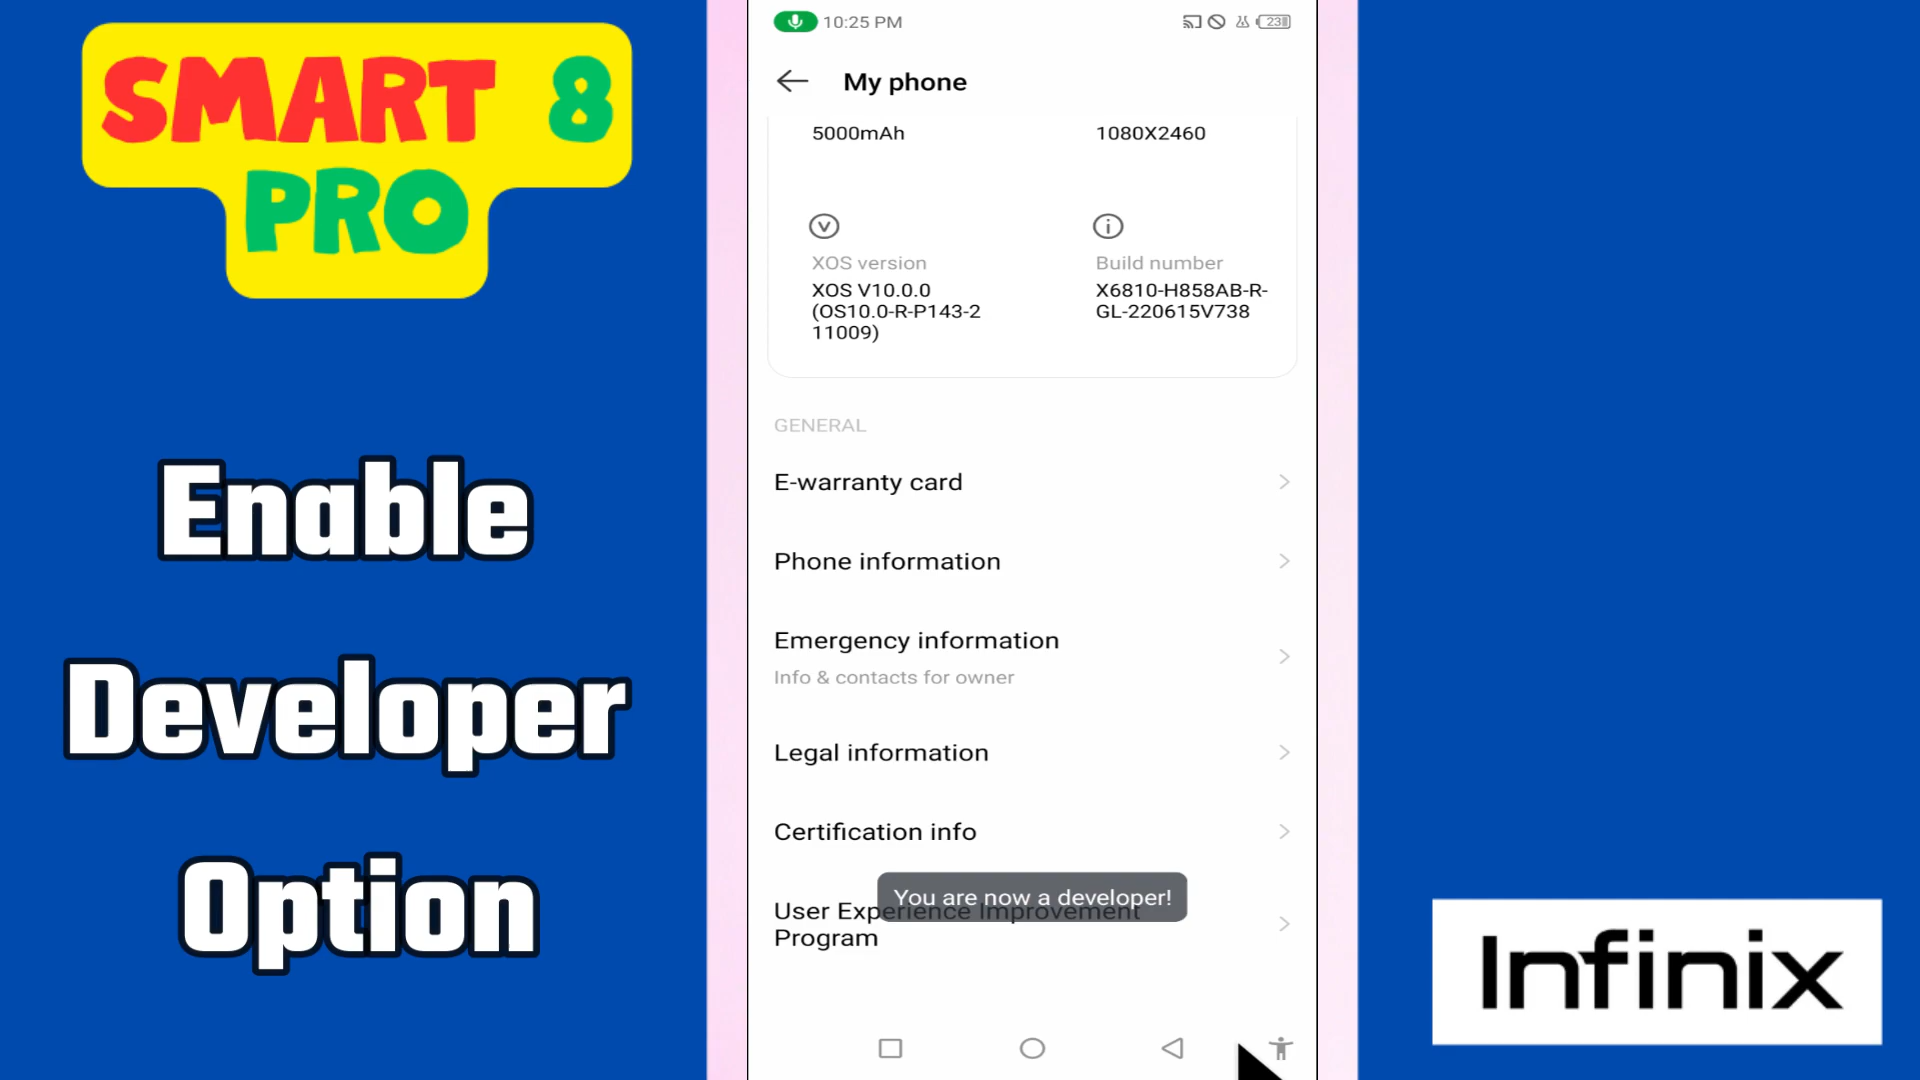 SMART 8
PRO
Enable
Developer
Option
10:25 PM
23
My phone
5000mAh
1080X2460
XOS version
XOS V10.0.0
(OS10.0-R-P143-2
11009)
Build number
X6810-H858AB-R-
GL-220615V738
GENERAL
E-warranty card
Phone information
Emergency information
Info & contacts for owner
Legal information
Certification info
User Experience Improvement
Program
You are now a developer!
Infinix